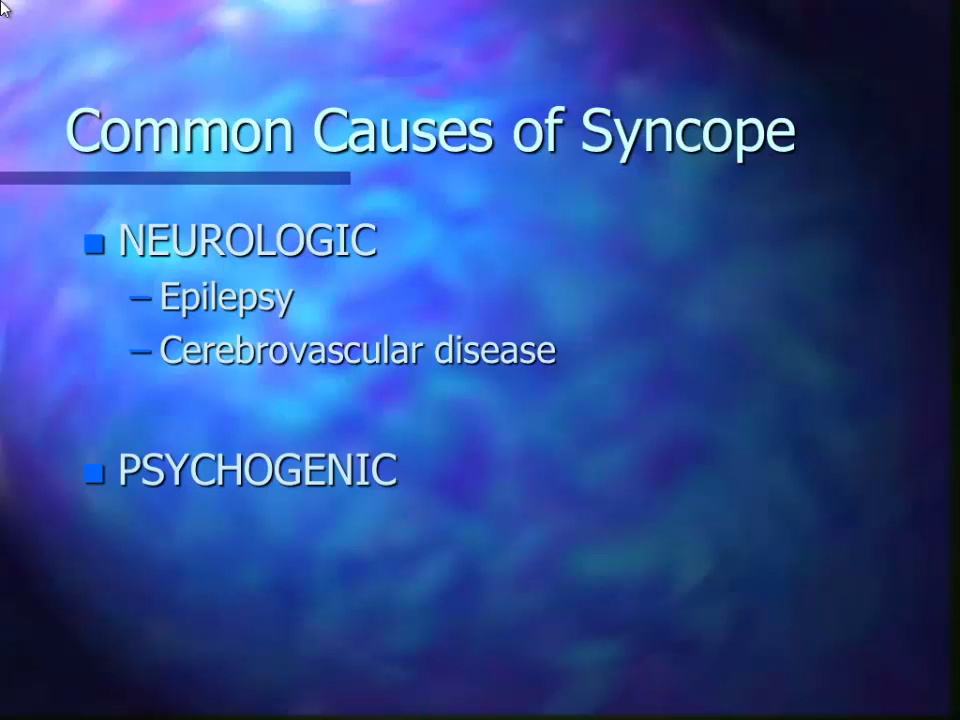 Common Causes of Syncope
NEUROLOGIC
– Epilepsy
– Cerebrovascular disease
PSYCHOGENIC